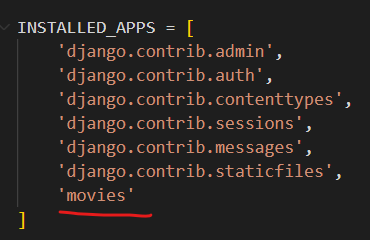 INSTALLED_APPS = [
'django.contrib.admin',
'django.contrib.auth',
'django.contrib.contenttypes',
'django.contrib.sessions',
'django.contrib.messages',
'django.contrib.staticfiles',
'movies'
]